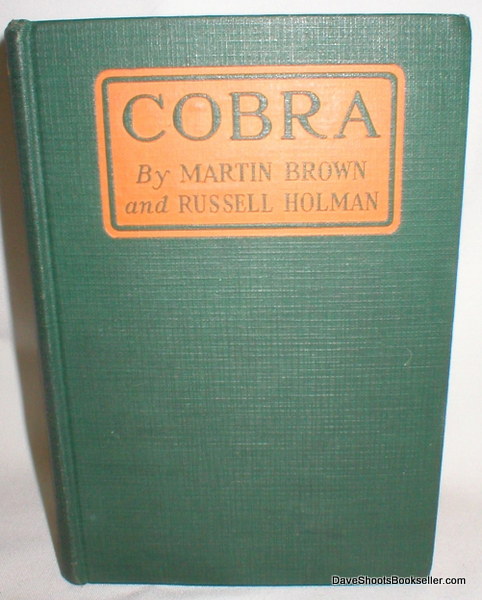 COBRA
By MARTIN BROWN
and RUSSELL HOLMAN
DaveShootsBookseller.com